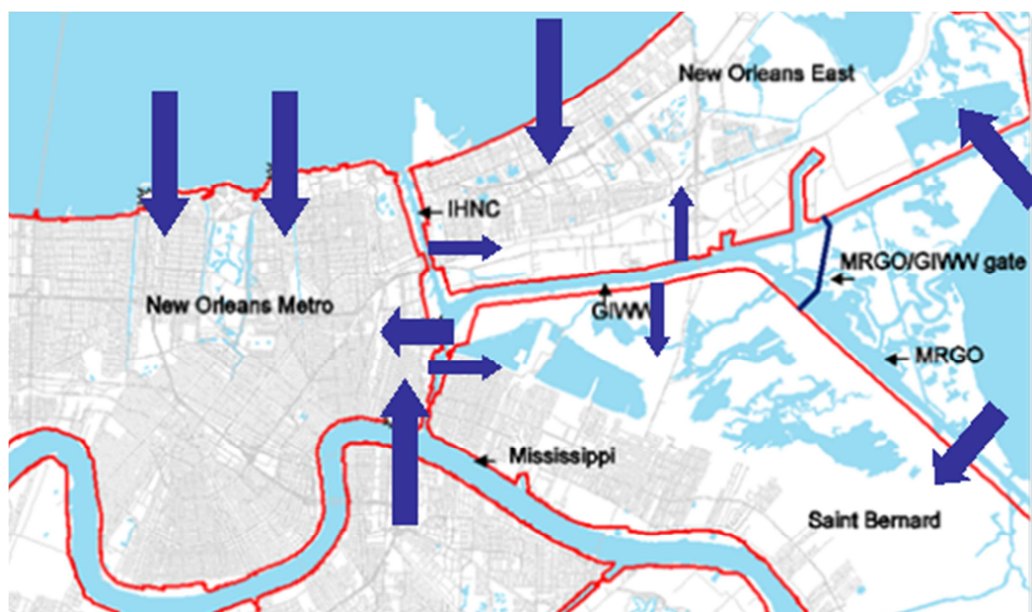 New Orleans East
IHNC
MRGO/GIWW gate
New Orleans Metro
GIWW
MRGO
Mississippi
Saint Bernard